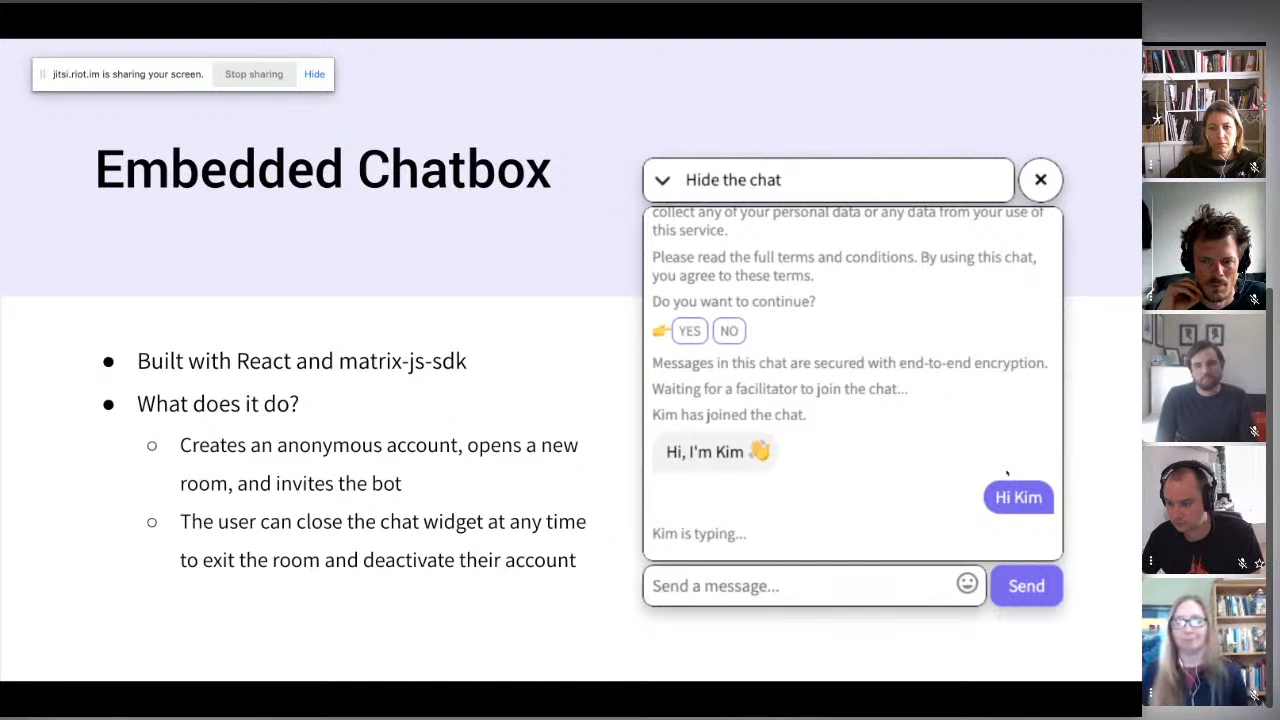 jitsi.riot.im is sharing your screen. Stop sharing Hide
Embedded Chatbox
● Built with React and matrix-js-sdk
● What does it do?
○ Creates an anonymous account, opens a new
room, and invites the bot
○ The user can close the chat widget at any time
to exit the room and deactivate their account
Hide the chat
collect any of your personal data or any data from your use of
this service.
Please read the full terms and conditions. By using this chat,
you agree to these terms.
Do you want to continue?
👉 YES NO
Messages in this chat are secured with end-to-end encryption.
Waiting for a facilitator to join the chat...
Kim has joined the chat.
Hi, I'm Kim 👋
Hi Kim
Kim is typing...
Send a message...
Send